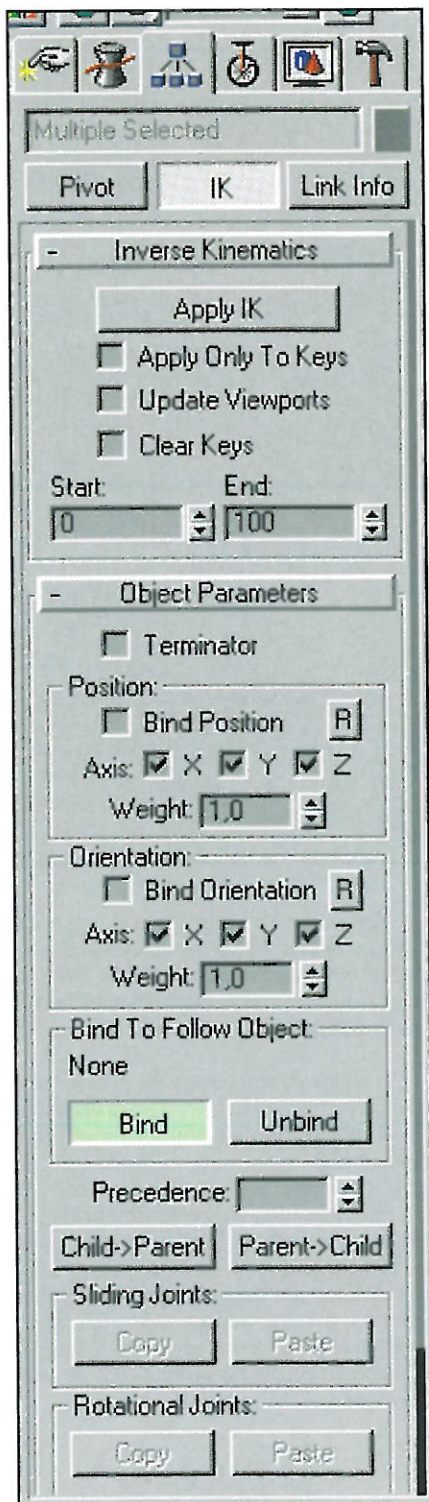 Multiple Selected
Pivot IK Link Info
- Inverse Kinematics
Apply IK
Apply Only To Keys
Update Viewports
Clear Keys
Start: End:
0 100
- Object Parameters
Terminator
Position:
Bind Position R
Axis: X Y Z
Weight: 1,0
Orientation:
Bind Orientation R
Axis: X Y Z
Weight: 1,0
Bind To Follow Object:
None
Bind Unbind
Precedence:
Child->Parent Parent->Child
Sliding Joints:
Copy Paste
Rotational Joints:
Copy Paste